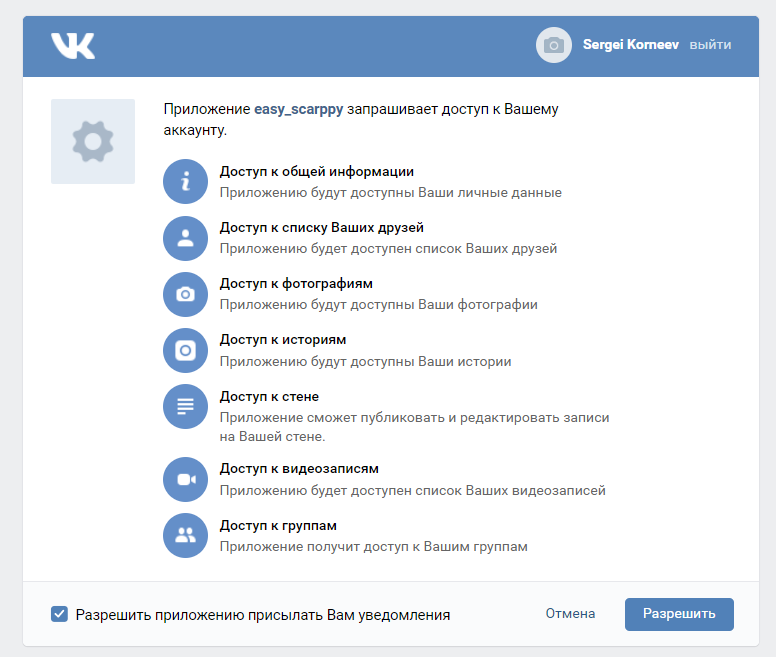 VK
Sergei Korneev выйти
Приложение easy_scarppy запрашивает доступ к Вашему
аккаунту.
Доступ к общей информации
Приложению будут доступны Ваши личные данные
Доступ к списку Ваших друзей
Приложению будет доступен список Ваших друзей
Доступ к фотографиям
Приложению будут доступны Ваши фотографии
Доступ к историям
Приложению будут доступны Ваши истории
Доступ к стене
Приложение сможет публиковать и редактировать записи
на Вашей стене.
Доступ к видеозаписям
Приложению будет доступен список Ваших видеозаписей
Доступ к группам
Приложение получит доступ к Вашим группам
Разрешить приложению присылать Вам уведомления
Отмена
Разрешить